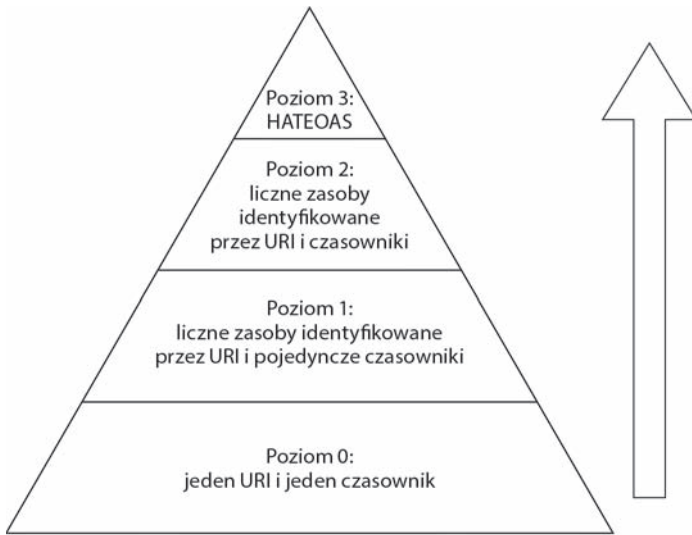 Poziom 3:
HATEOAS
Poziom 2:
liczne zasoby
identyfikowane
przez URI i czasowniki
Poziom 1:
liczne zasoby identyfikowane
przez URI i pojedyncze czasowniki
Poziom 0:
jeden URI i jeden czasownik